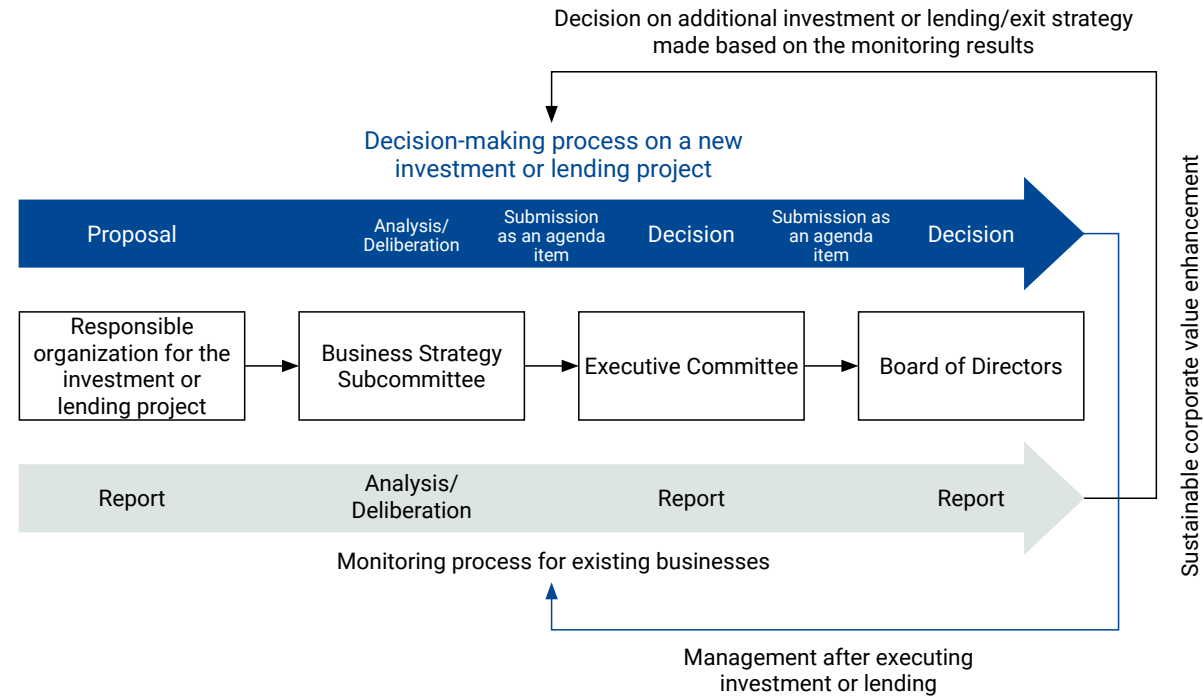 Decision on additional investment or lending/exit strategy
made based on the monitoring results
Decision-making process on a new
investment or lending project
Proposal
Analysis/
Deliberation
Submission
as an agenda
item
Decision
Submission as
an agenda
item
Decision
Responsible
organization for the
investment or
lending project
Business Strategy
Subcommittee
Executive Committee
Board of Directors
Report
Analysis/
Deliberation
Report
Report
Monitoring process for existing businesses
Management after executing
investment or lending
Sustainable corporate value enhancement